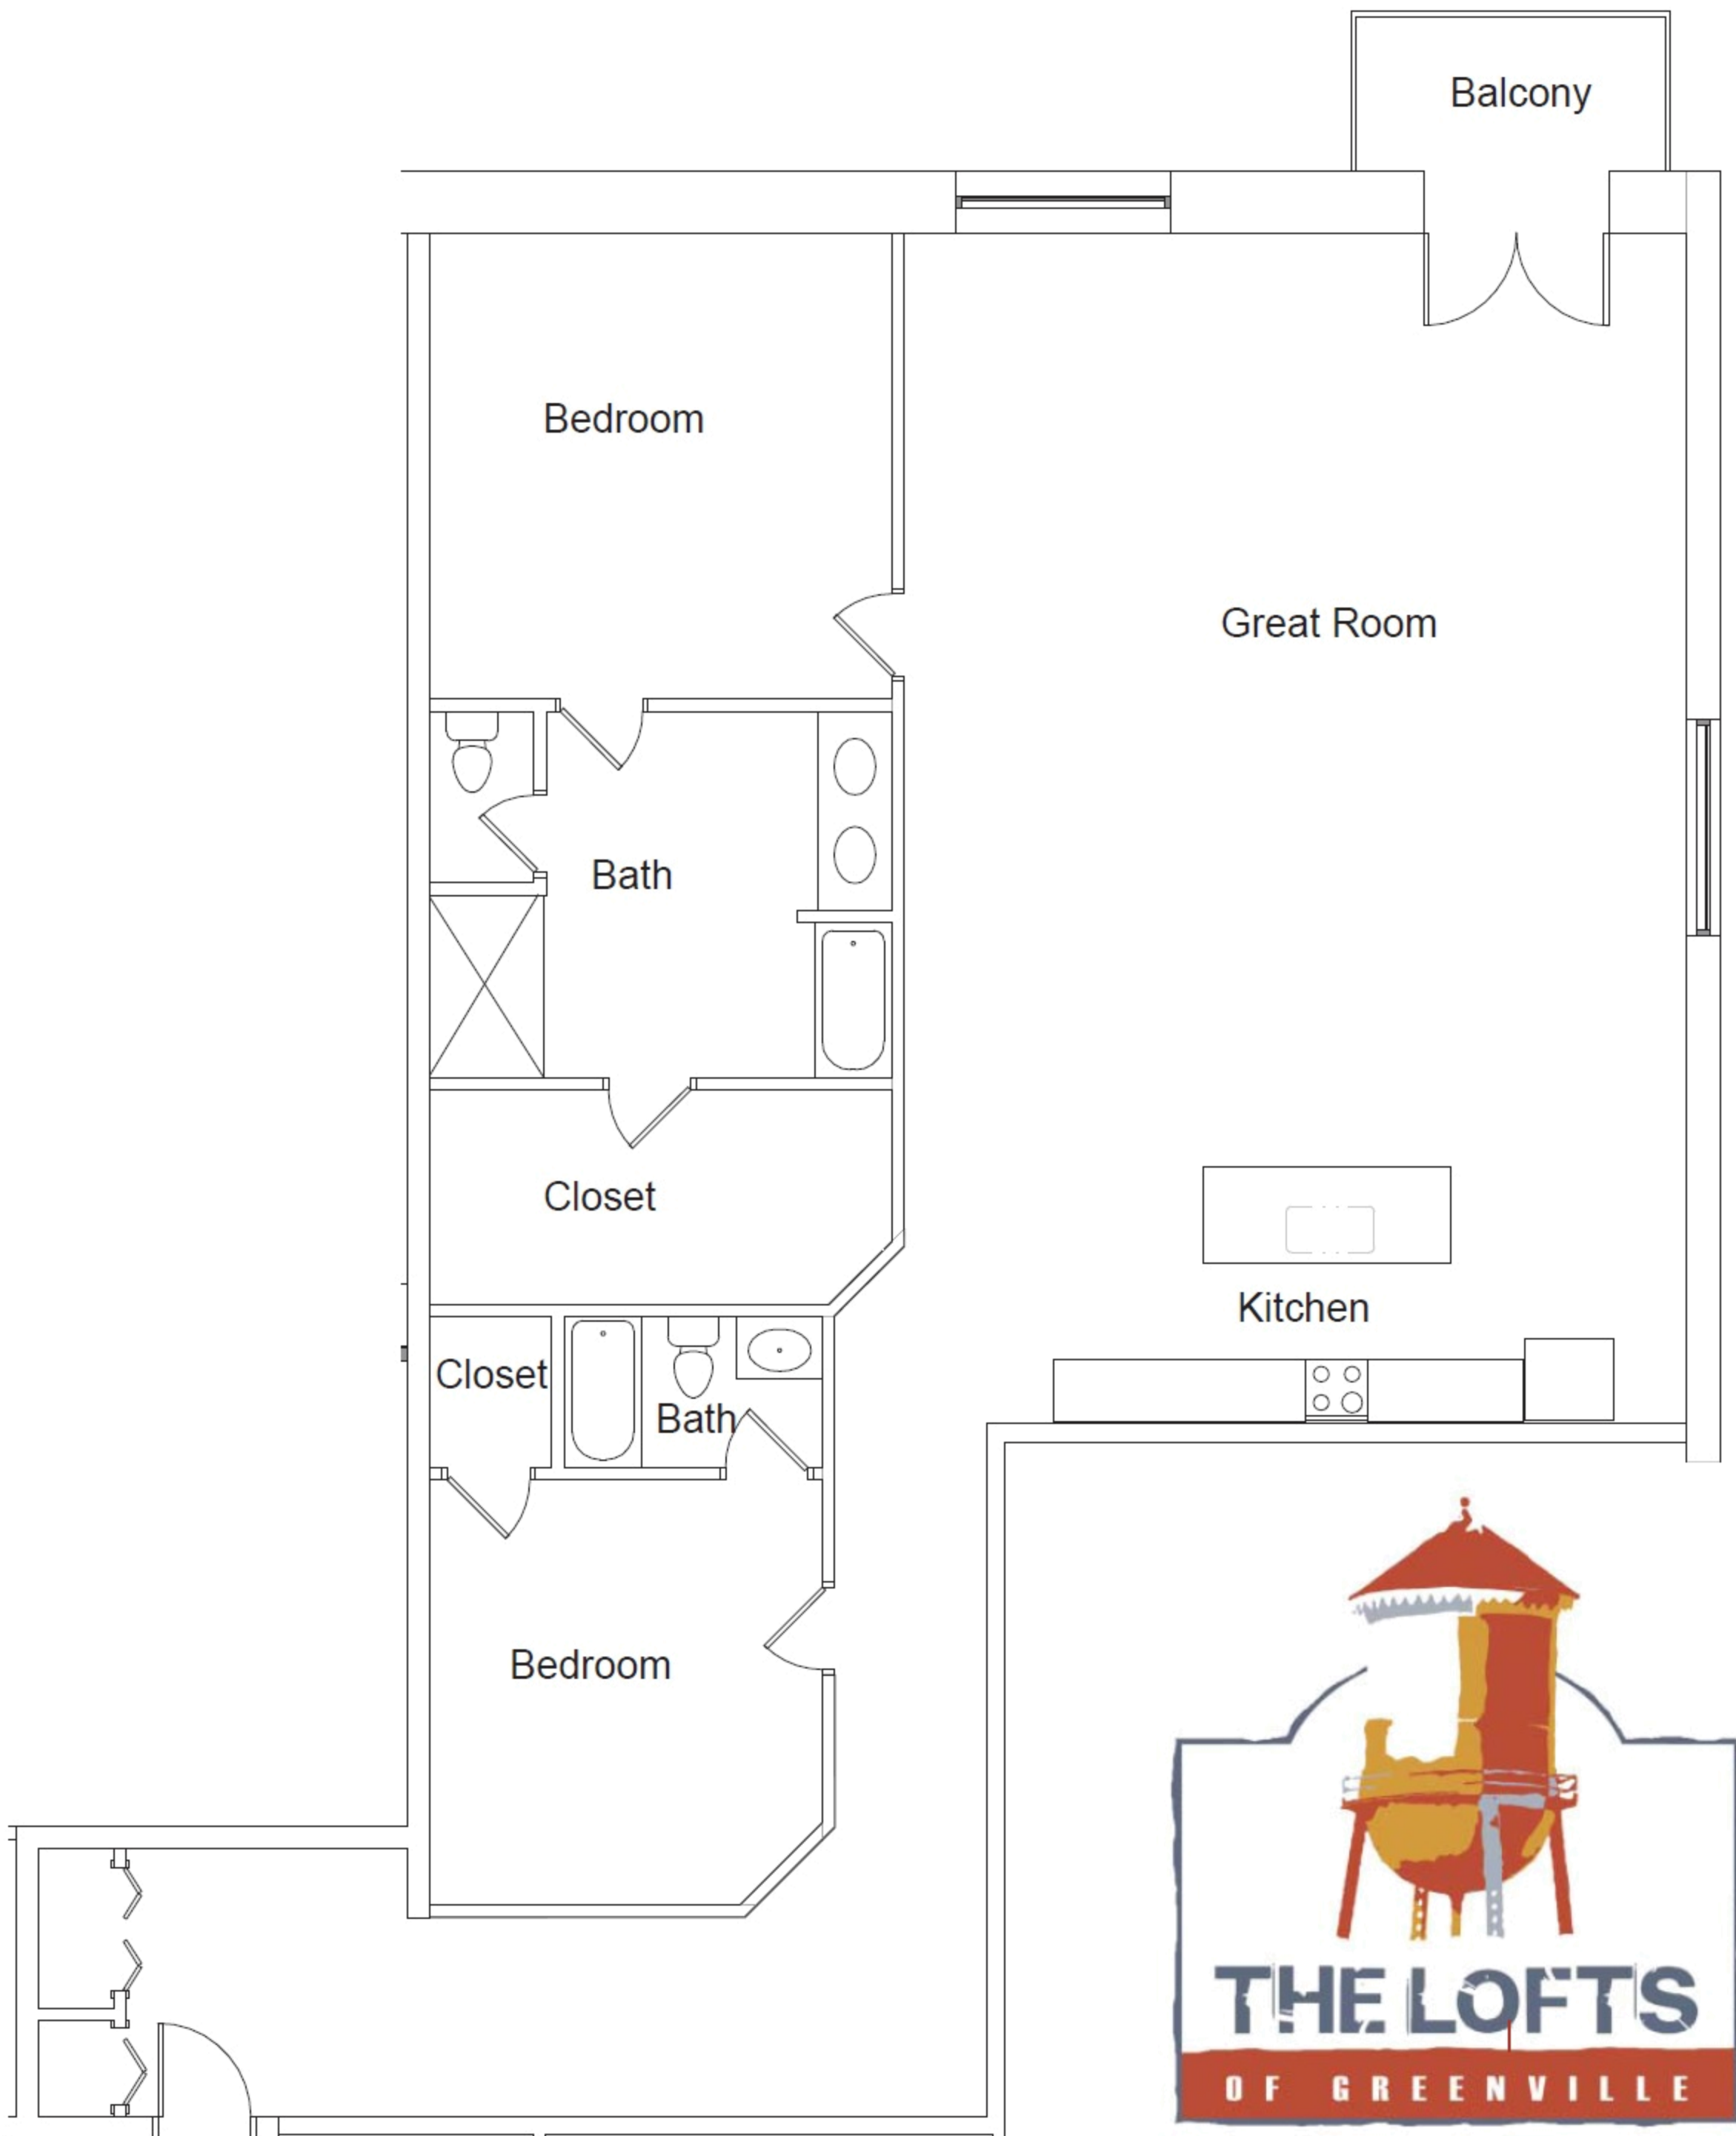 Balcony
Bedroom
Great Room
Bath
Closet
Kitchen
Closet
Bath
Bedroom
THE LOFTS
OF GREENVILLE